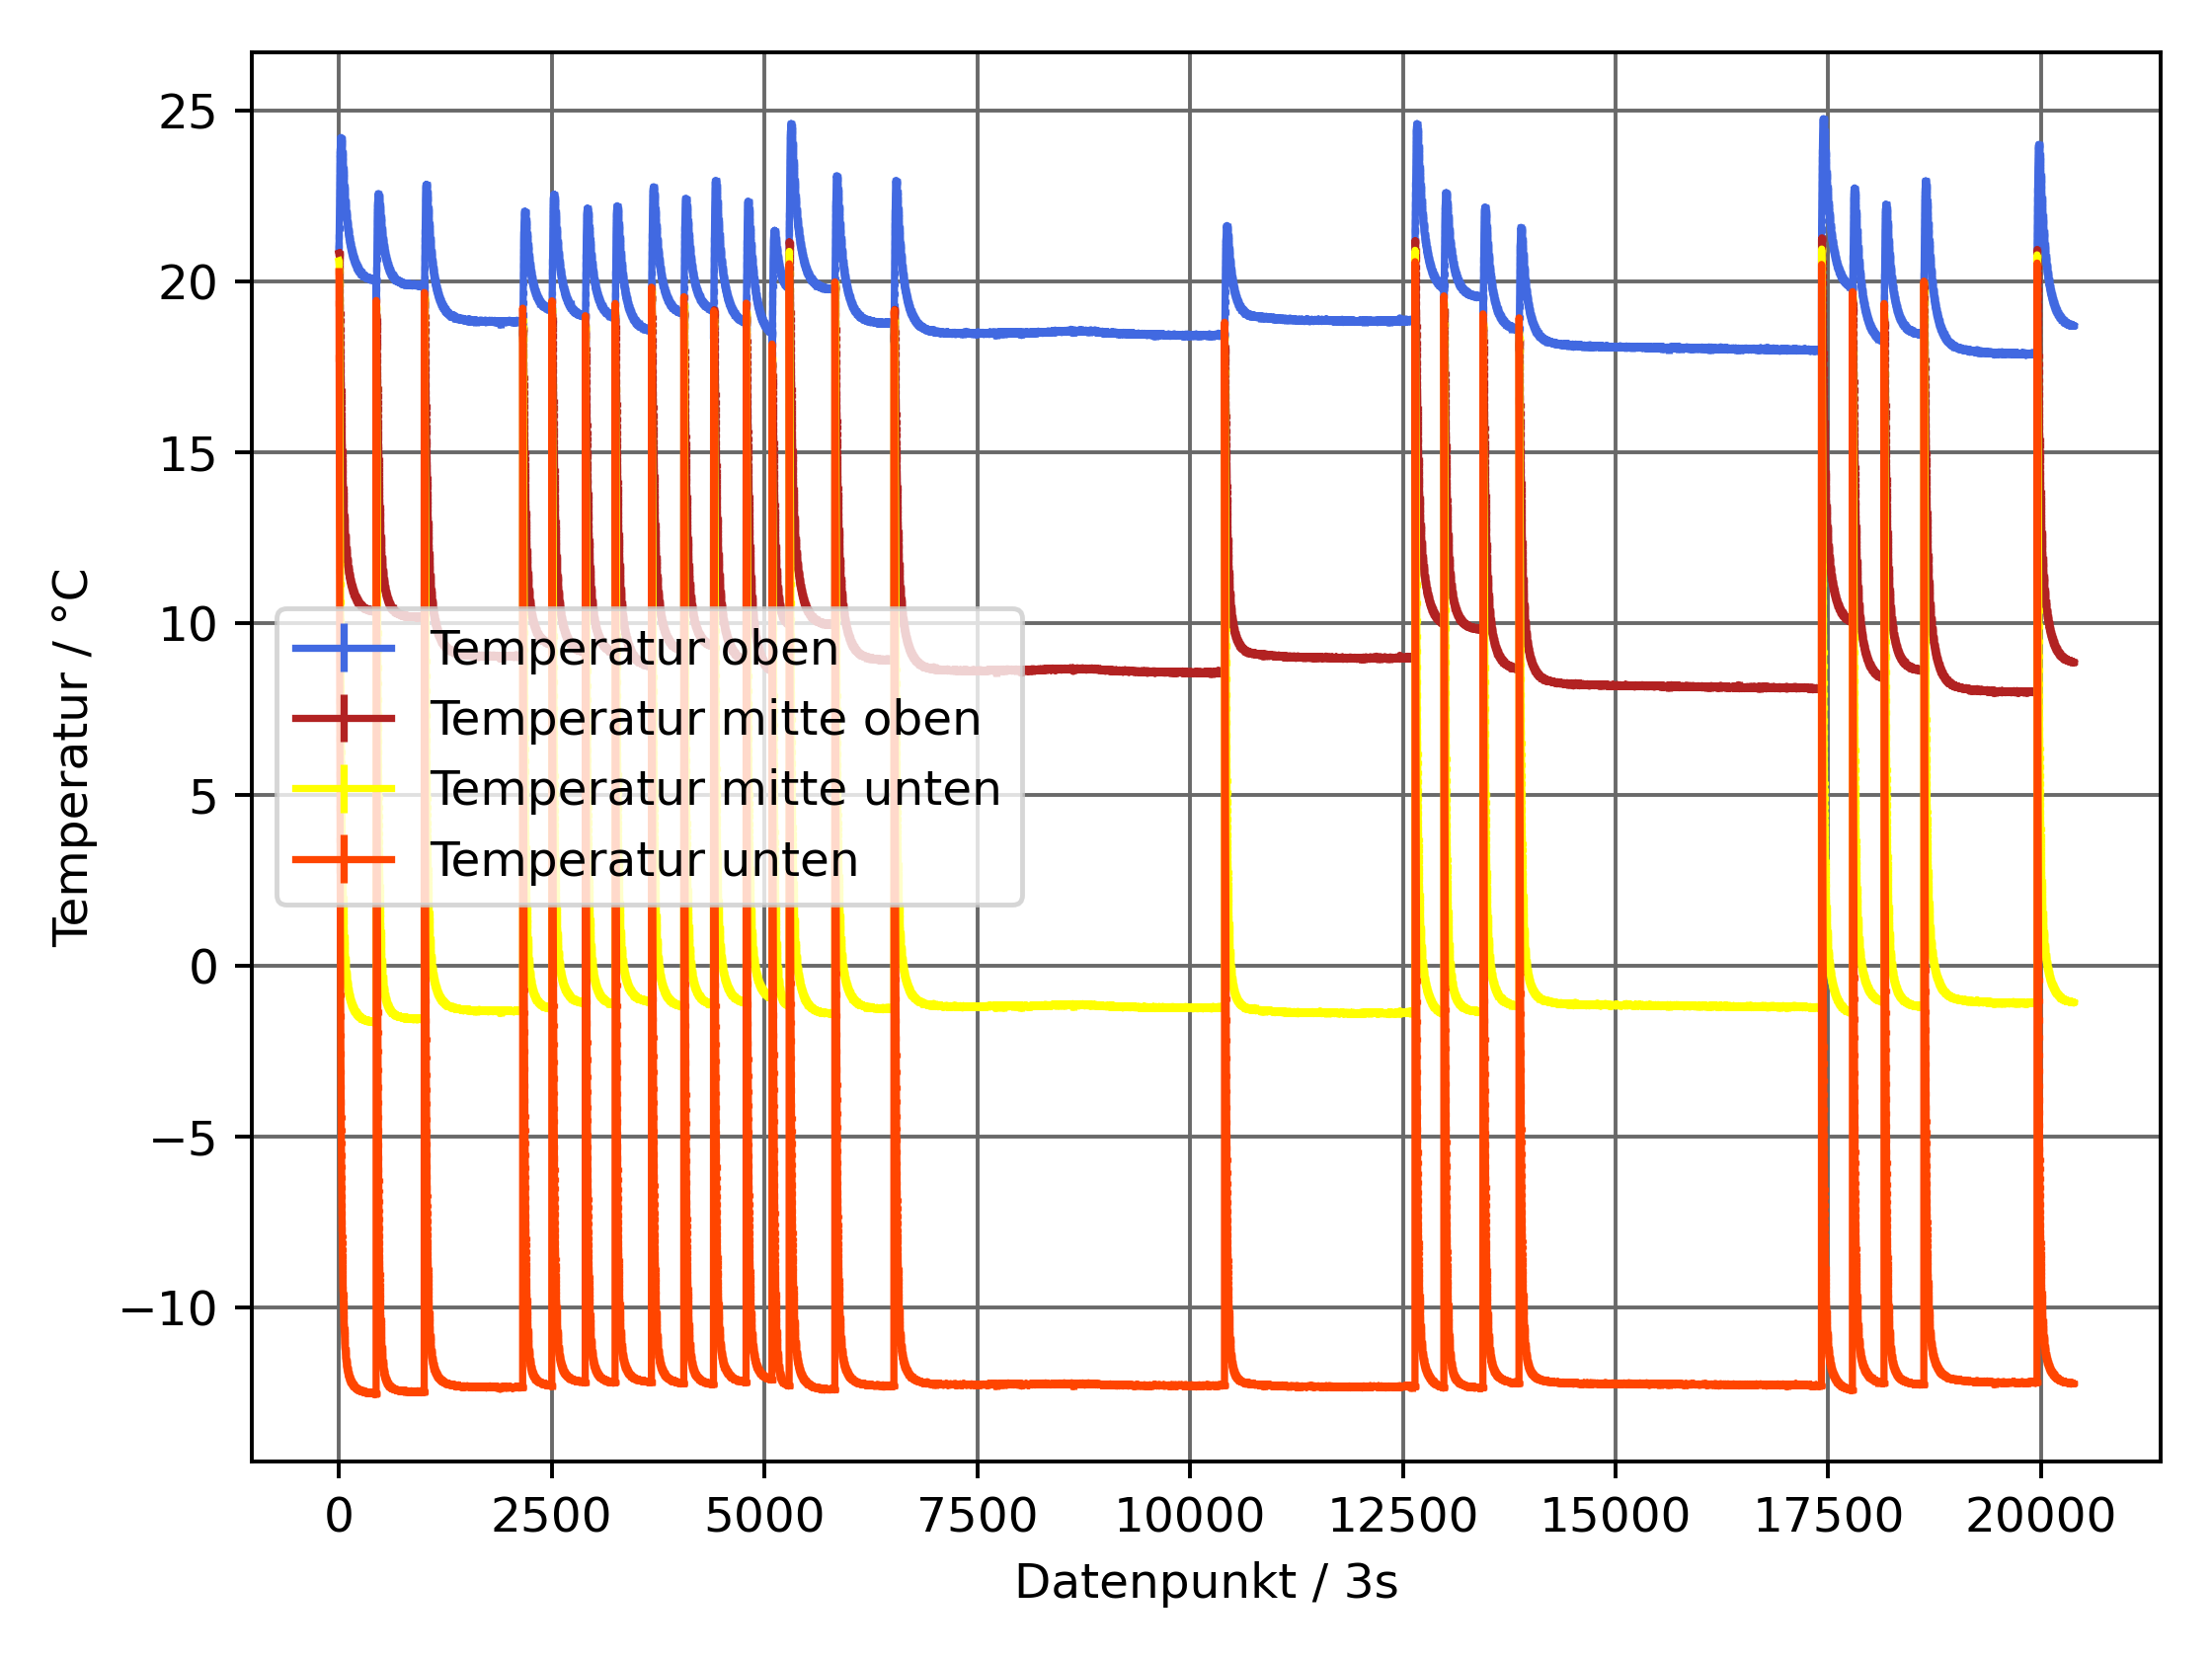 25
20
15
10
5
0
−5
−10
Temperatur / °C
Temperatur oben
Temperatur mitte oben
Temperatur mitte unten
Temperatur unten
0 2500 5000 7500 10000 12500 15000 17500 20000
Datenpunkt / 3s